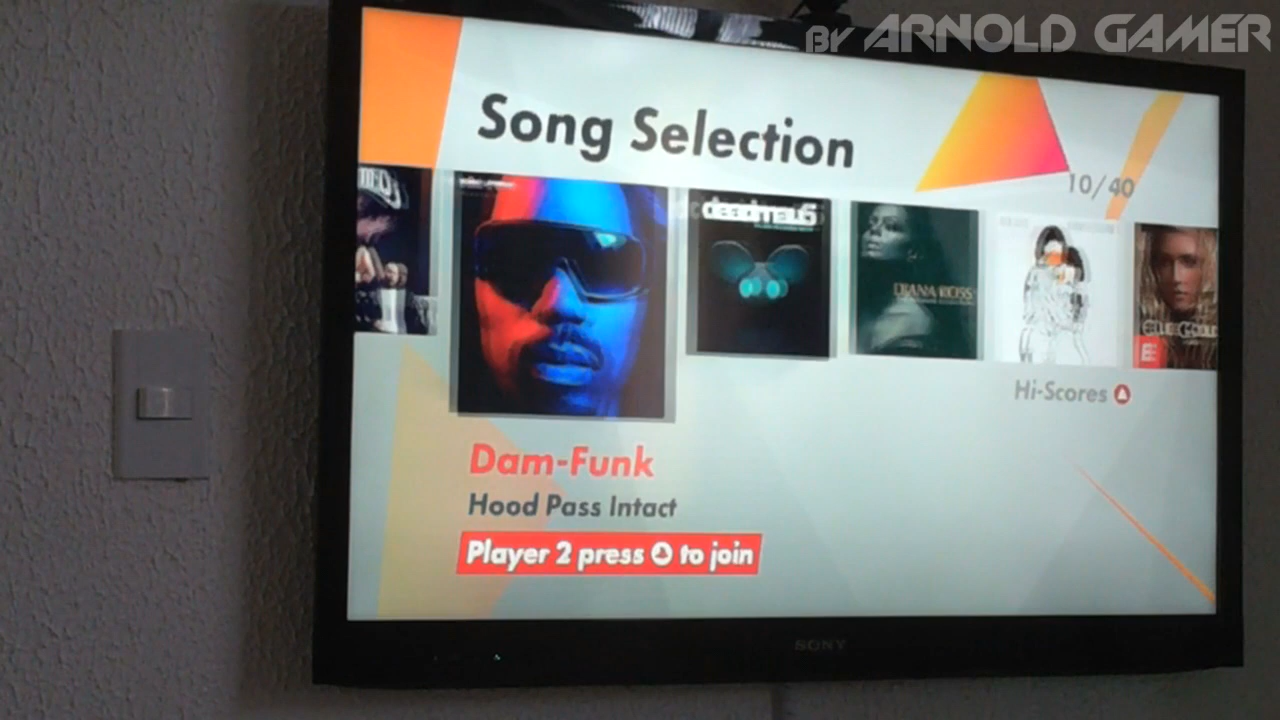 BY ARNOLD GAMER
Song Selection
10/40
deadmau5
DIANA ROSS
Hi-Scores
Dam-Funk
Hood Pass Intact
Player 2 press to join
SONY